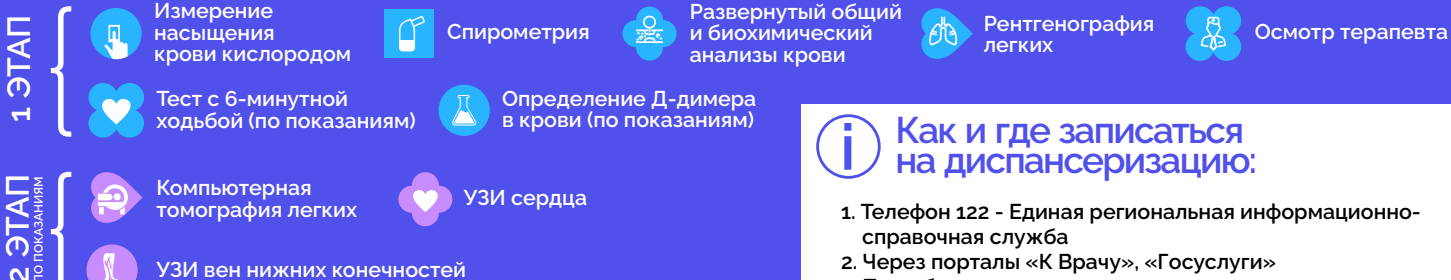 1 ЭТАП
Измерение
насыщения
крови кислородом
Спирометрия
Развернутый общий
и биохимический
анализы крови
Рентгенография
легких
Осмотр терапевта
Тест с 6-минутной
ходьбой (по показаниям)
Определение Д-димера
в крови (по показаниям)
2 ЭТАП
ПО ПОКАЗАНИЯМ
Компьютерная
томография легких
УЗИ сердца
УЗИ вен нижних конечностей
Как и где записаться
на диспансеризацию:
1. Телефон 122 - Единая региональная информационно-
справочная служба
2. Через порталы «К Врачу», «Госуслуги»